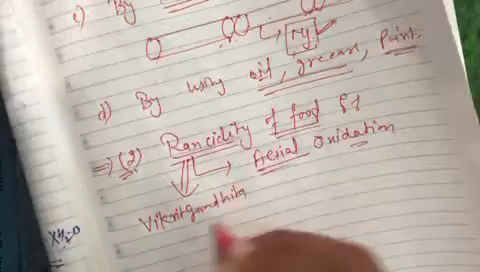 c) By
d) By using oil, grease, paint.
=> (2) Rancidity of food &
Aerial Oxidation
Vikritgandhita